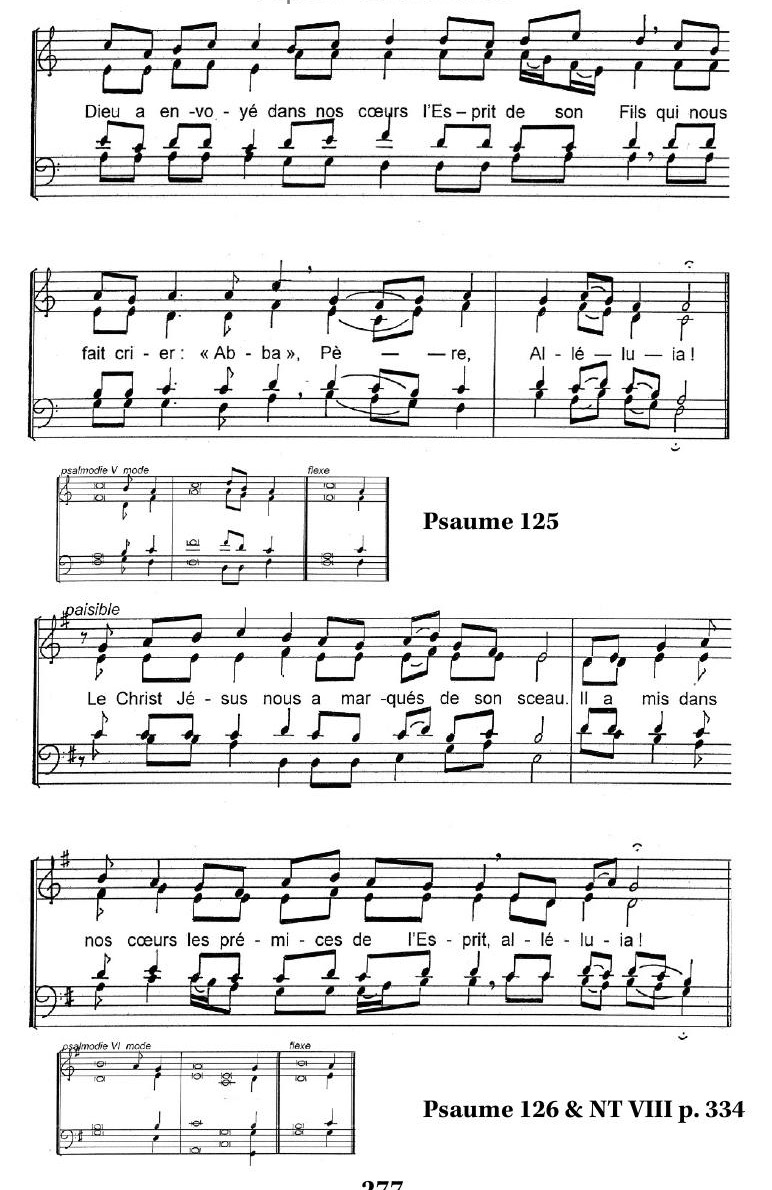 Dieu a en -vo - yé dans nos cœurs l'Es – prit de son Fils qui nous
fait cri - er : « Ab - ba », Pè — — re, Al - lé — lu — ia !
psalmodie V mode flexe
Psaume 125
paisible
Le Christ Jé - sus nous a mar -qués de son sceau. Il a mis dans
nos cœurs les pré - mi - ces de l'Es - prit, al - lé - lu - ia !
psalmodie VI mode flexe
Psaume 126 & NT VIII p. 334
277